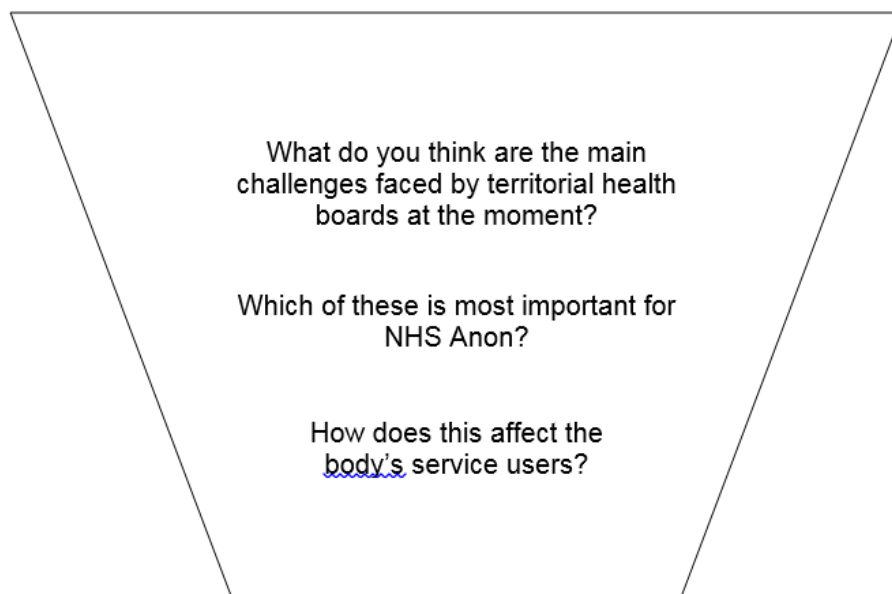 What do you think are the main
challenges faced by territorial health
boards at the moment?
Which of these is most important for
NHS Anon?
How does this affect the
body’s service users?